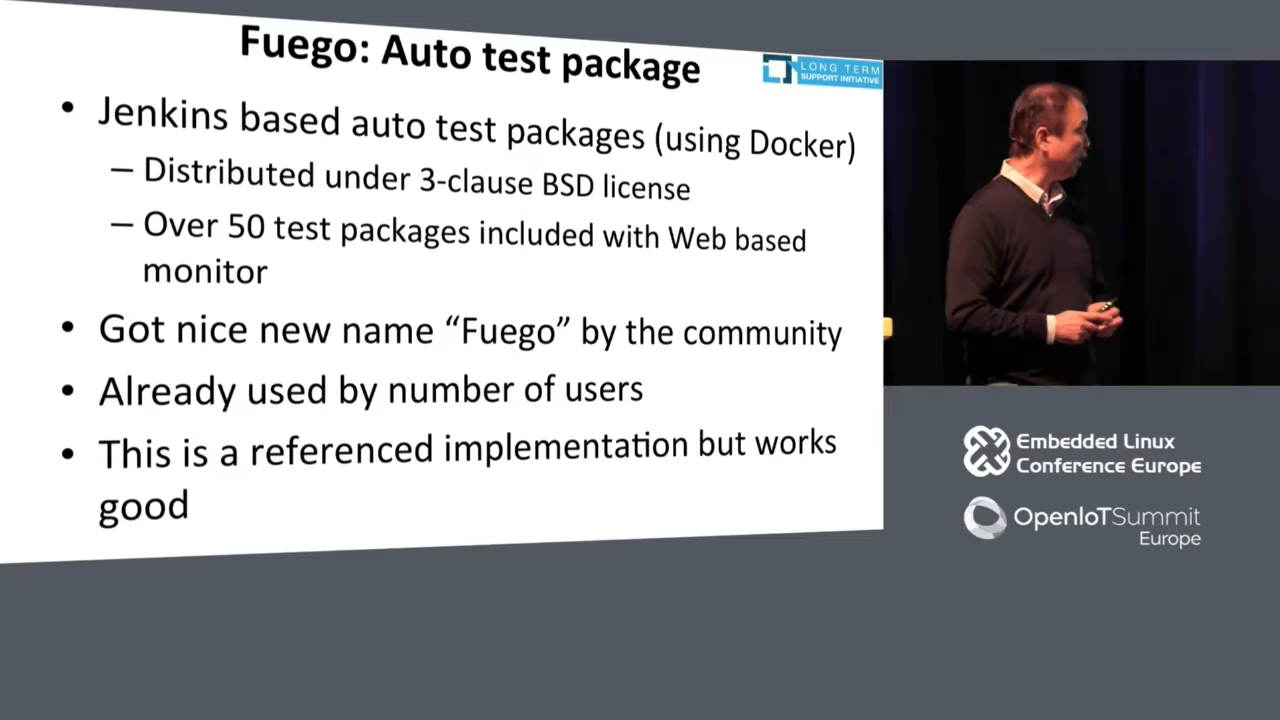 Fuego: Auto test package
LONG TERM
SUPPORT INITIATIVE
• Jenkins based auto test packages (using Docker)
– Distributed under 3-clause BSD license
– Over 50 test packages included with Web based
monitor
• Got nice new name “Fuego” by the community
• Already used by number of users
• This is a referenced implementation but works
good
Embedded Linux
Conference Europe
OpenIoTSummit
Europe